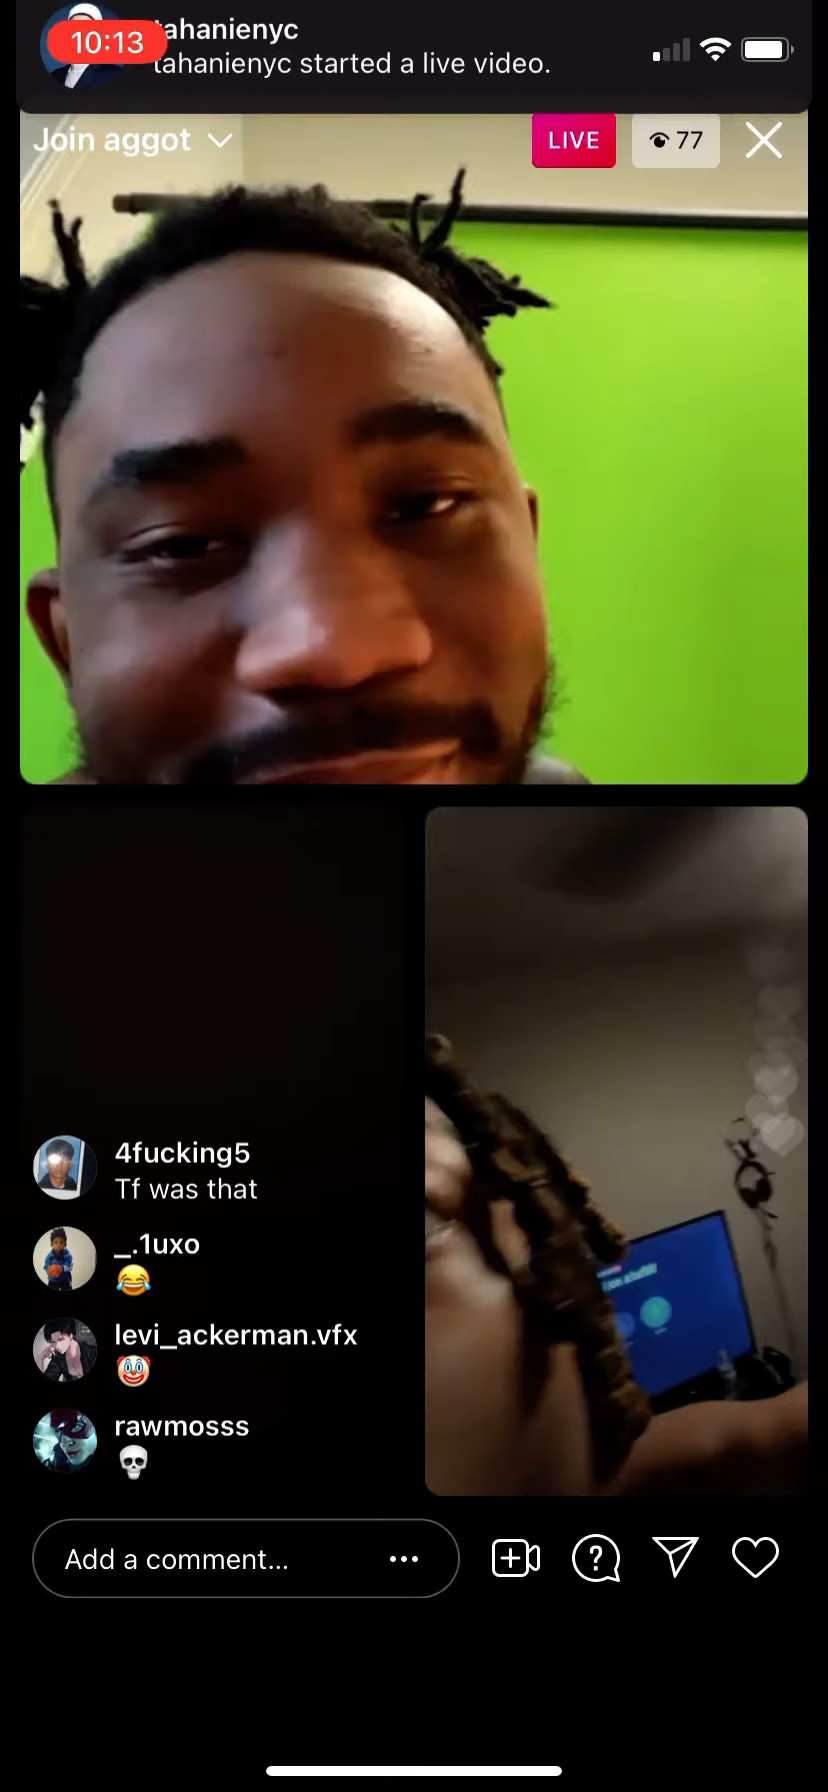 10:13
tahanienyc
tahanienyc started a live video.
Join aggot
LIVE
77
4fucking5
Tf was that
_.1uxo
😂
levi_ackerman.vfx
🤡
rawmosss
💀
Add a comment...